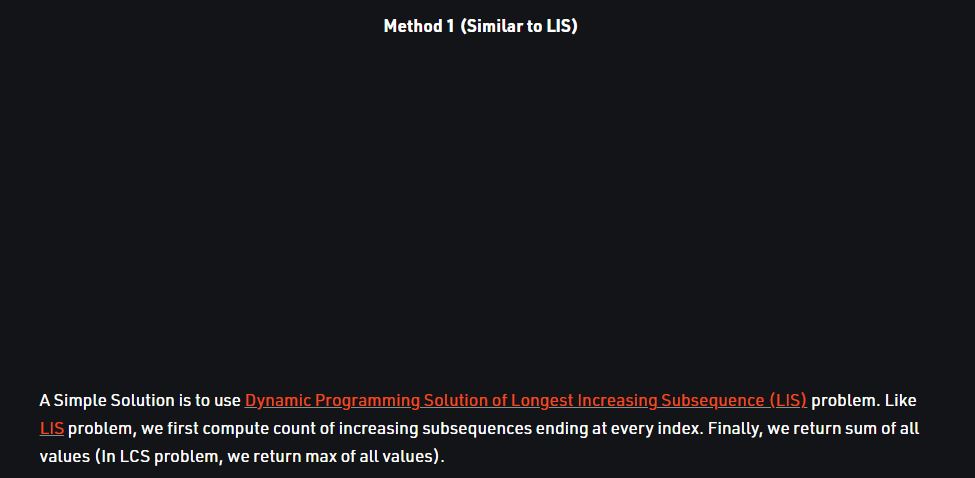 Method 1 (Similar to LIS)
A Simple Solution is to use Dynamic Programming Solution of Longest Increasing Subsequence (LIS) problem. Like
LIS problem, we first compute count of increasing subsequences ending at every index. Finally, we return sum of all
values (In LCS problem, we return max of all values).